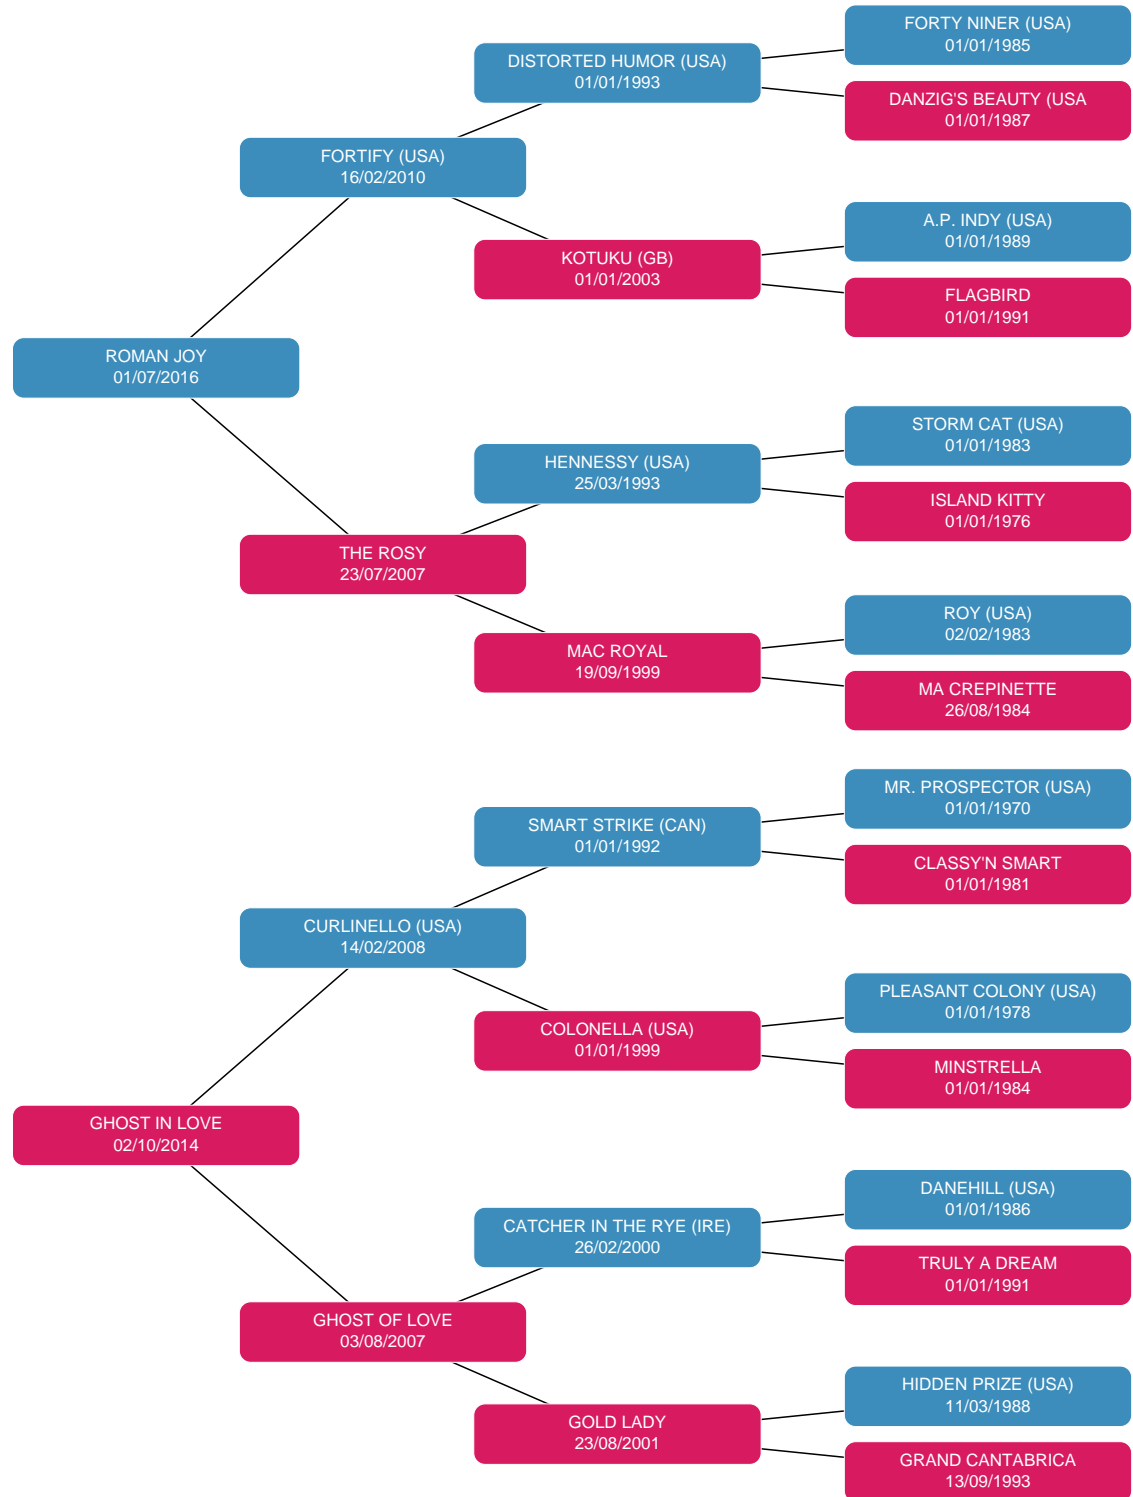 FORTY NINER (USA)
01/01/1985
DISTORTED HUMOR (USA)
01/01/1993
DANZIG'S BEAUTY (USA
01/01/1987
FORTIFY (USA)
16/02/2010
A.P. INDY (USA)
01/01/1989
KOTUKU (GB)
01/01/2003
FLAGBIRD
01/01/1991
ROMAN JOY
01/07/2016
STORM CAT (USA)
01/01/1983
HENNESSY (USA)
25/03/1993
ISLAND KITTY
01/01/1976
THE ROSY
23/07/2007
ROY (USA)
02/02/1983
MAC ROYAL
19/09/1999
MA CREPINETTE
26/08/1984
MR. PROSPECTOR (USA)
01/01/1970
SMART STRIKE (CAN)
01/01/1992
CLASSY'N SMART
01/01/1981
CURLINELLO (USA)
14/02/2008
PLEASANT COLONY (USA)
01/01/1978
COLONELLA (USA)
01/01/1999
MINSTRELLA
01/01/1984
GHOST IN LOVE
02/10/2014
DANEHILL (USA)
01/01/1986
CATCHER IN THE RYE (IRE)
26/02/2000
TRULY A DREAM
01/01/1991
GHOST OF LOVE
03/08/2007
HIDDEN PRIZE (USA)
11/03/1988
GOLD LADY
23/08/2001
GRAND CANTABRICA
13/09/1993